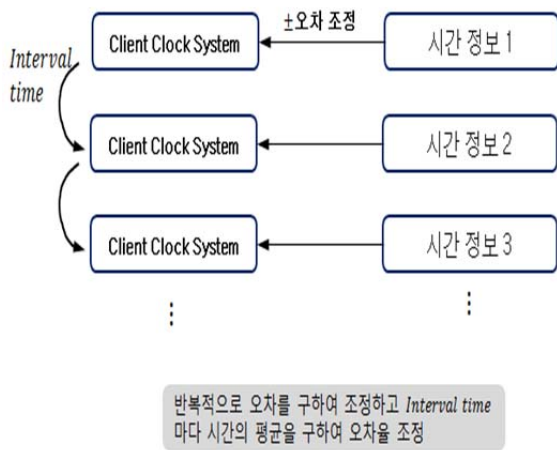 ±오차 조정
Client Clock System
시간 정보 1
Interval
time
Client Clock System
시간 정보 2
Client Clock System
시간 정보 3
⋮
⋮
반복적으로 오차를 구하여 조정하고 Interval time
마다 시간의 평균을 구하여 오차율 조정